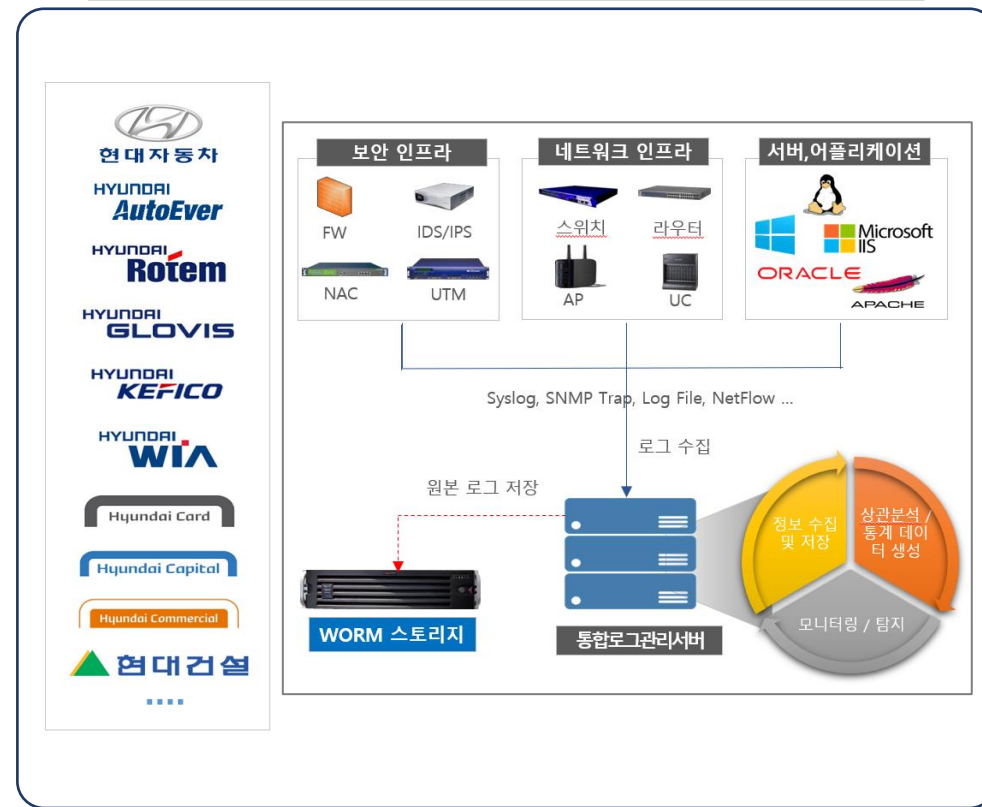 현대자동차
HYUNDAI
AutoEver
HYUNDAI
Rotem
HYUNDAI
GLOVIS
HYUNDAI
KEFICO
HYUNDAI
WIA
Hyundai Card
Hyundai Capital
Hyundai Commercial
현대건설
보안 인프라
FW
IDS/IPS
NAC
UTM
네트워크 인프라
스위치
라우터
AP
UC
서버,어플리케이션
Microsoft
IIS
ORACLE
APACHE
Syslog, SNMP Trap, Log File, NetFlow ...
로그 수집
원본 로그 저장
WORM 스토리지
통합로그관리서버
정보 수집
및 저장
상관분석 /
통계 데이
터 생성
모니터링 / 탐지